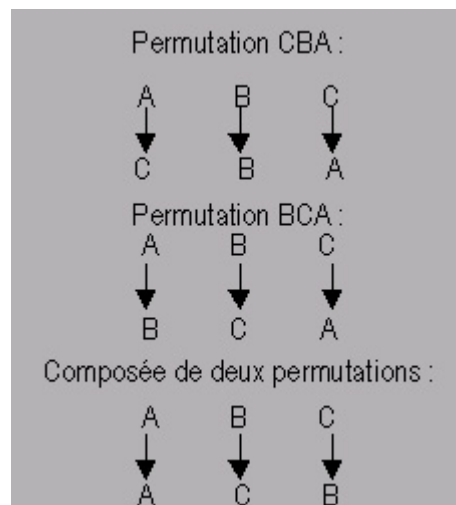 Permutation CBA :
A B C
C B A
Permutation BCA :
A B C
B C A
Composée de deux permutations :
A B C
A C B